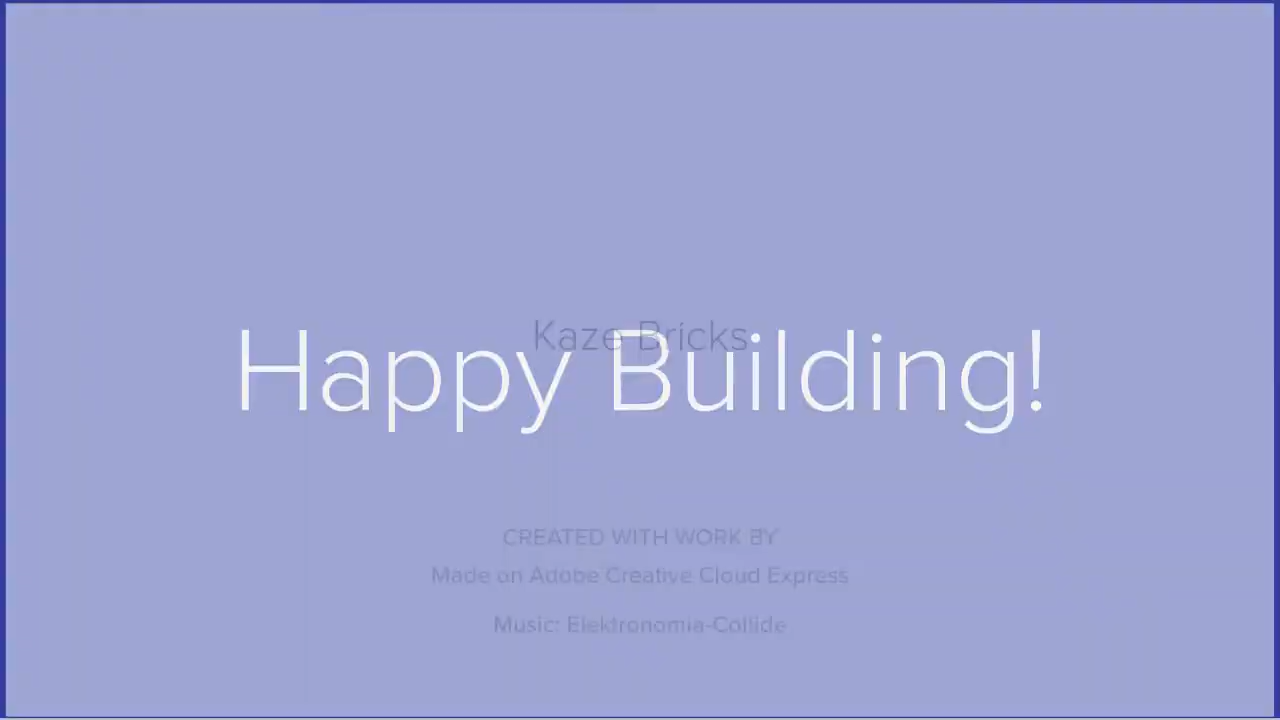 Kaze Bricks
Happy Building!
CREATED WITH WORK BY
Made on Adobe Creative Cloud Express
Music: Elektronomia-Collide